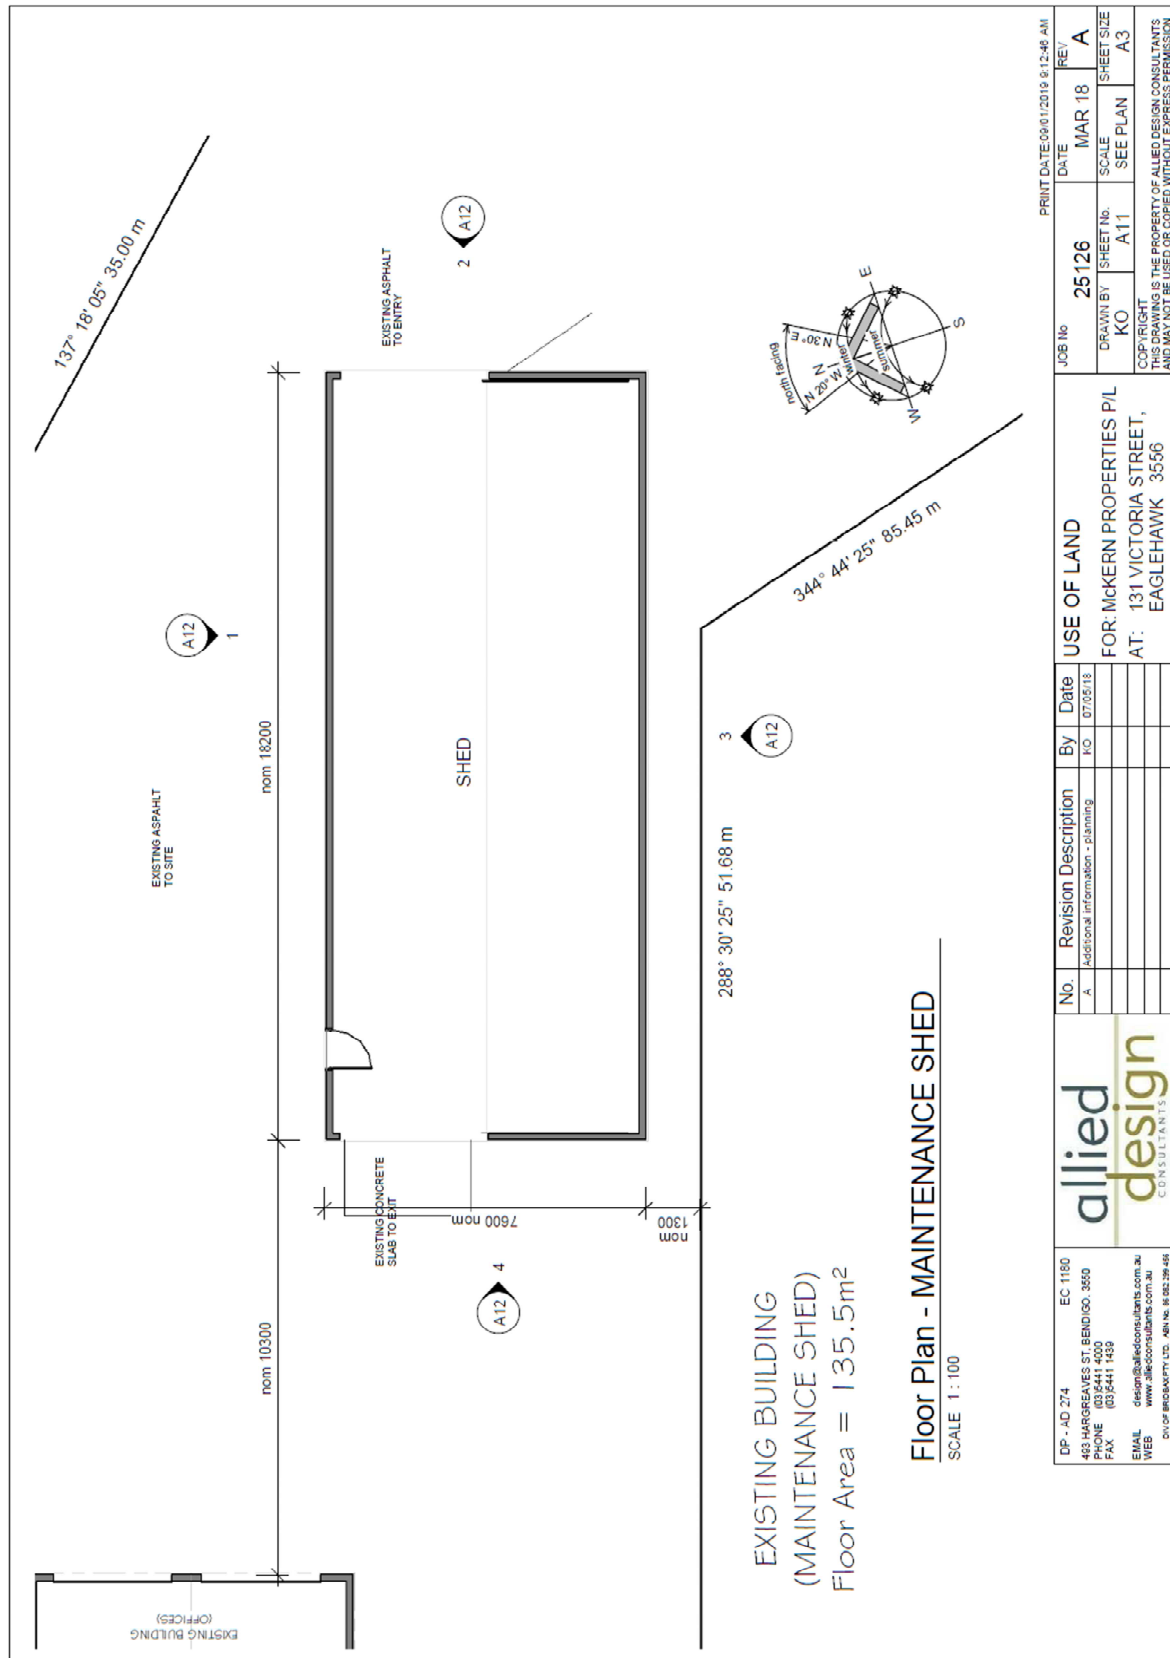 137° 18' 05" 35.00 m
EXISTING ASPAHLT
TO SITE
A12
1
nom 10300
nom 18200
EXISTING BUILDING
(OFFICES)
SHED
EXISTING ASPHALT
TO ENTRY
A12
2
EXISTING CONCRETE
SLAB TO EXIT
7600 nom
1300
nom
A12
4
288° 30' 25" 51.68 m
3
A12
344° 44' 25" 85.45 m
north facing
N 20° W
N
N 30° E
winter
summer
W
E
S
EXISTING BUILDING
(MAINTENANCE SHED)
Floor Area = 135.5m²
Floor Plan - MAINTENANCE SHED
SCALE 1 : 100
PRINT DATE:09/01/2019 9:12:46 AM
DP - AD 274 EC 1180
493 HARGREAVES ST, BENDIGO. 3550
PHONE (03)5441 4000
FAX (03)5441 1439
EMAIL design@alliedconsultants.com.au
WEB www.alliedconsultants.com.au
allied
design
CONSULTANTS
No. Revision Description By Date
A Additional information - planning KO 07/05/18
USE OF LAND
FOR: McKERN PROPERTIES P/L
AT: 131 VICTORIA STREET,
EAGLEHAWK 3556
JOB No 25126
DATE MAR 18
REV A
DRAWN BY KO
SHEET No. A11
SCALE SEE PLAN
SHEET SIZE A3
COPYRIGHT
THIS DRAWING IS THE PROPERTY OF ALLIED DESIGN CONSULTANTS
AND MAY NOT BE USED OR COPIED WITHOUT EXPRESS PERMISSION